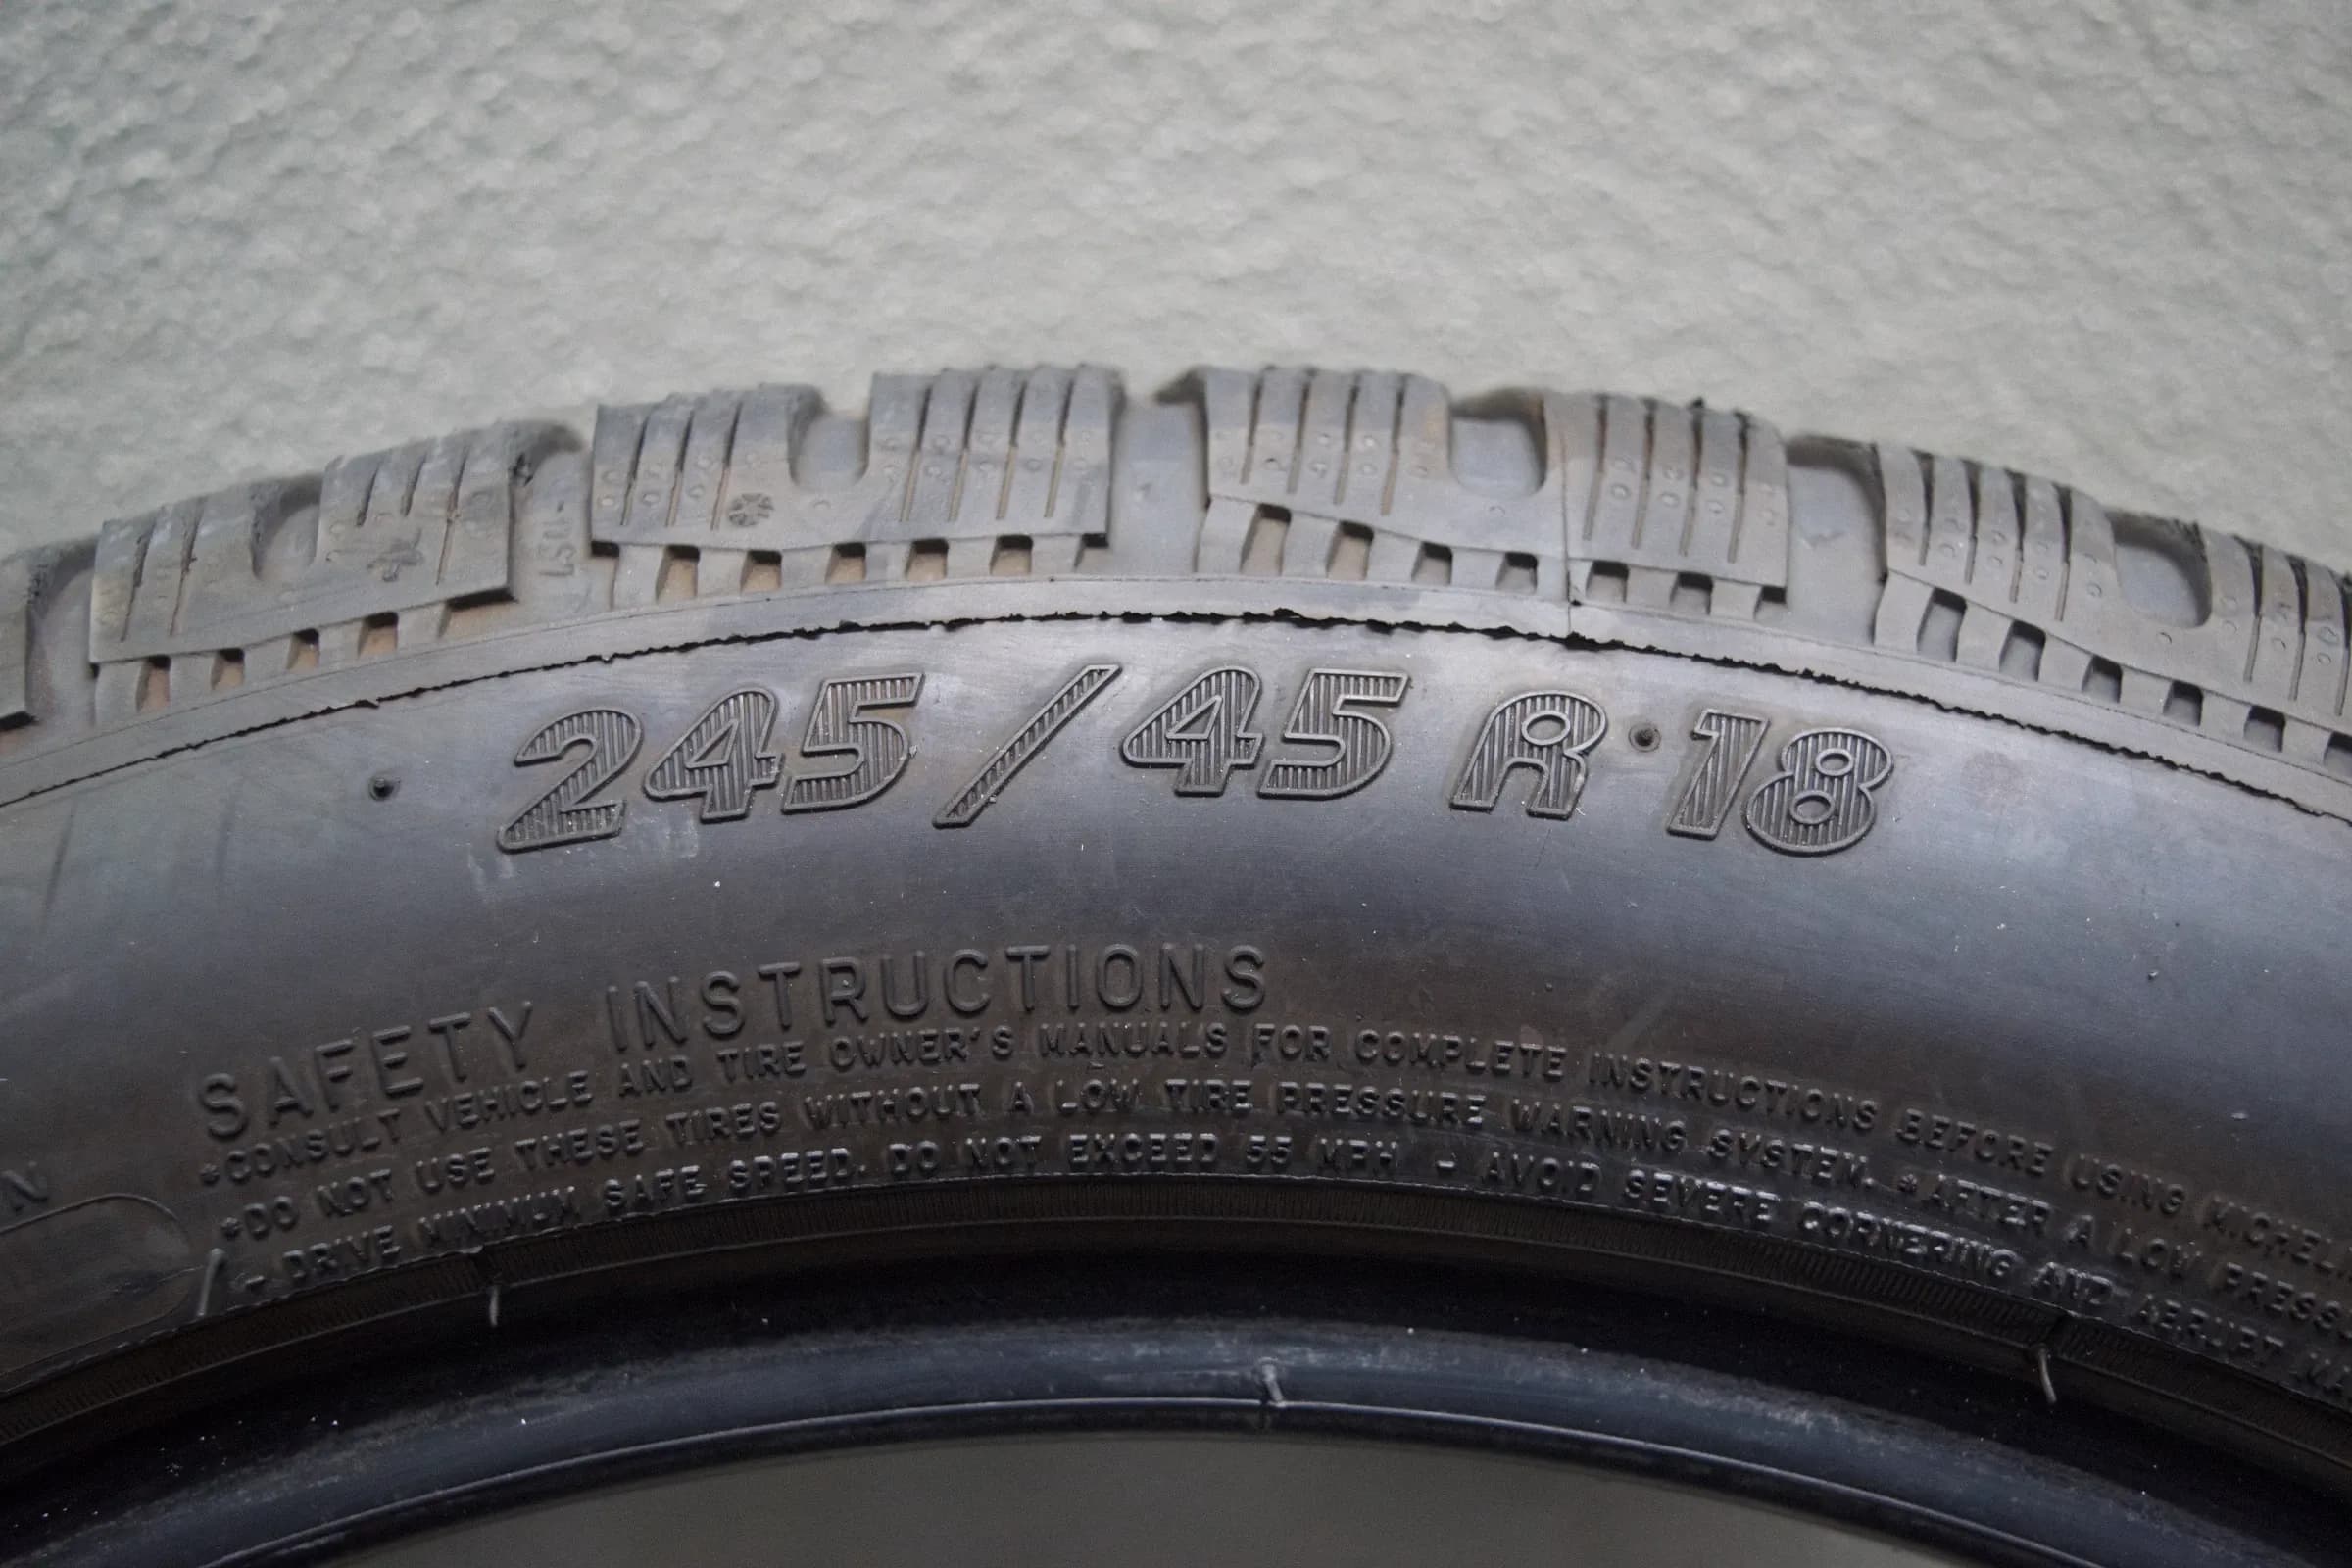 245/45 R 18
SAFETY INSTRUCTIONS
*CONSULT VEHICLE AND TIRE OWNER'S MANUALS FOR COMPLETE INSTRUCTIONS BEFORE USING
*DO NOT USE THESE TIRES WITHOUT A LOW TIRE PRESSURE WARNING SYSTEM. *AFTER A LOW
- DRIVE MINIMUM SAFE SPEED. DO NOT EXCEED 55 MPH - AVOID SEVERE CORNERING AND ABRUPT
N